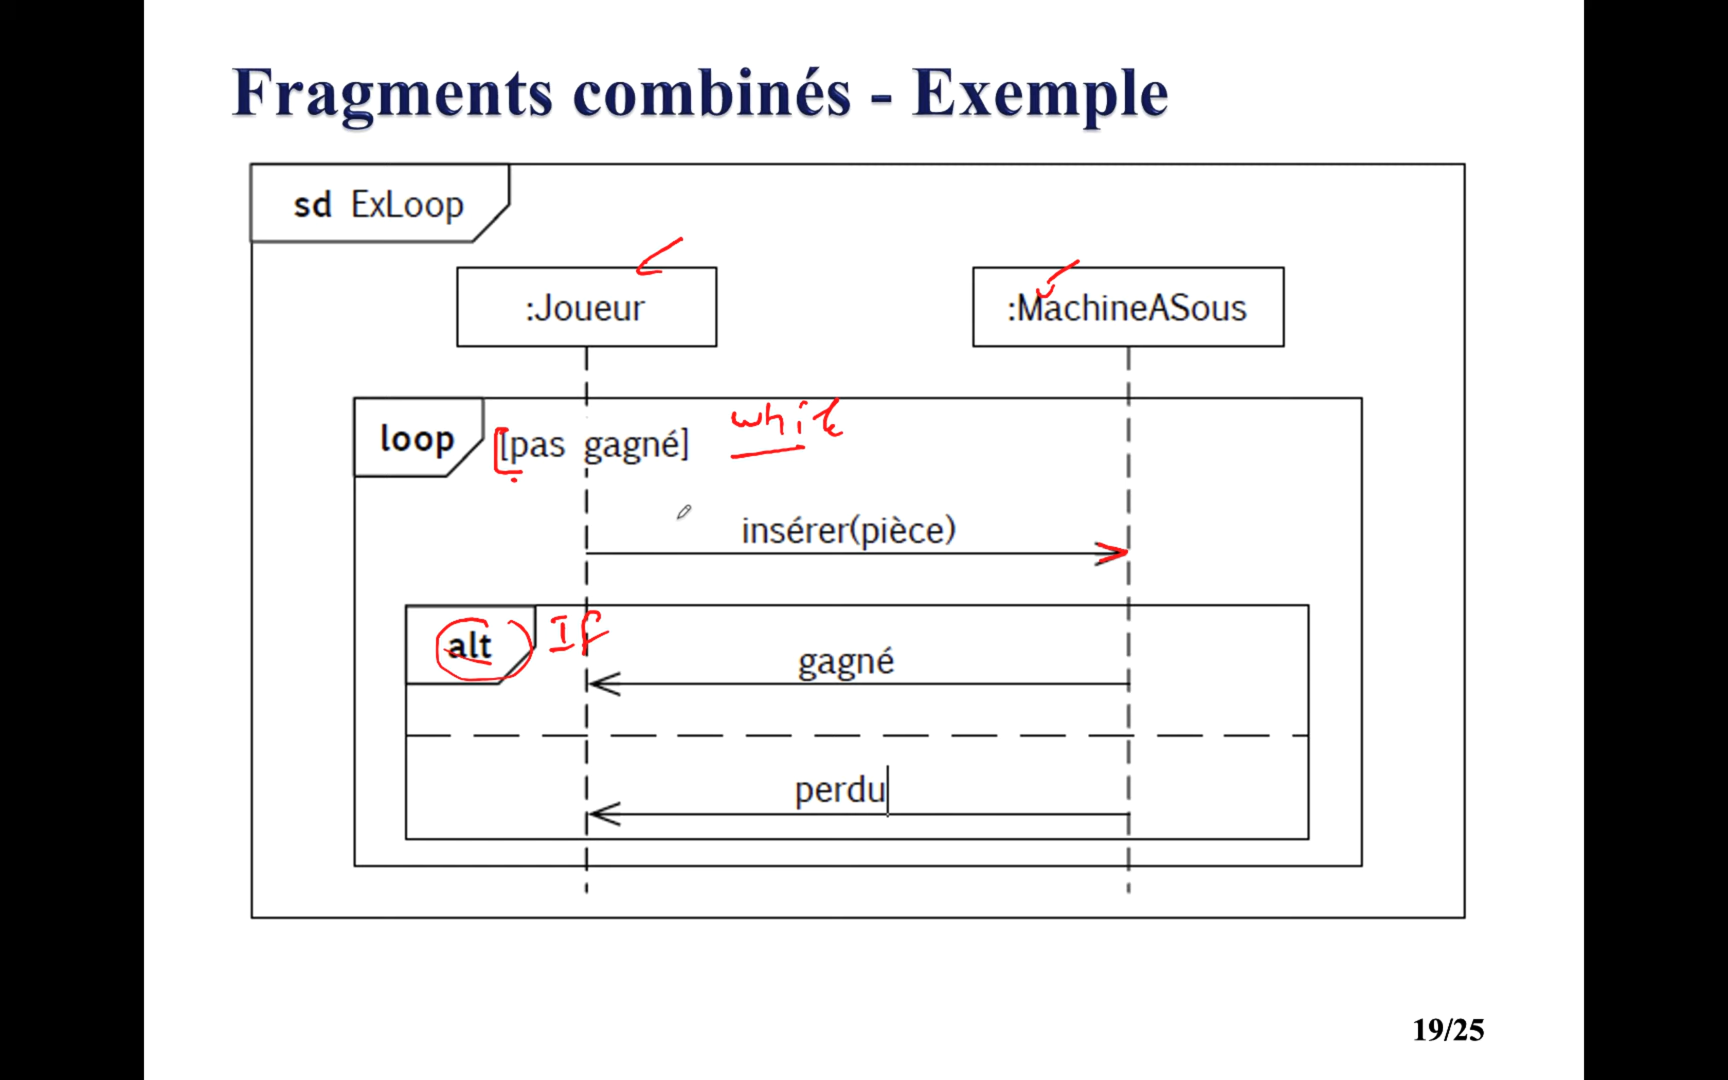 Fragments combinés - Exemple
sd ExLoop
:Joueur
:MachineASous
loop
[pas gagné]
while
insérer(pièce)
alt
If
gagné
perdu
19/25